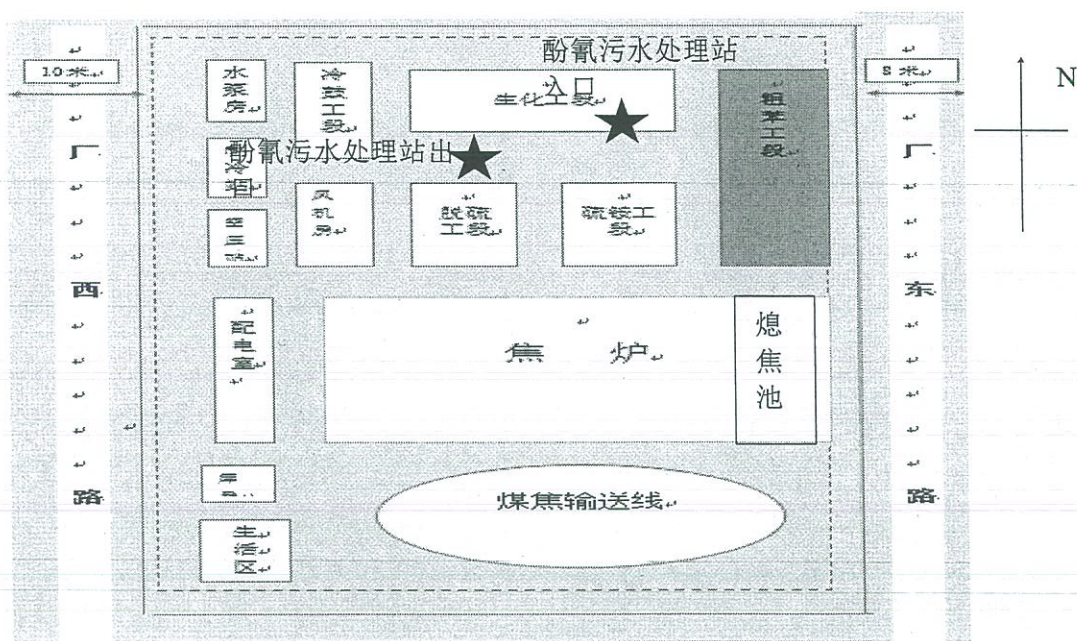 酚氰污水处理站
入口
10米
8米
N
水泵房
冷鼓工段
生化工段
粗苯工段
酚氰污水处理站出
口
风机房
脱硫工段
硫铵工段
厂西路
厂东路
配电室
焦 炉
熄焦池
煤焦输送线
生活区